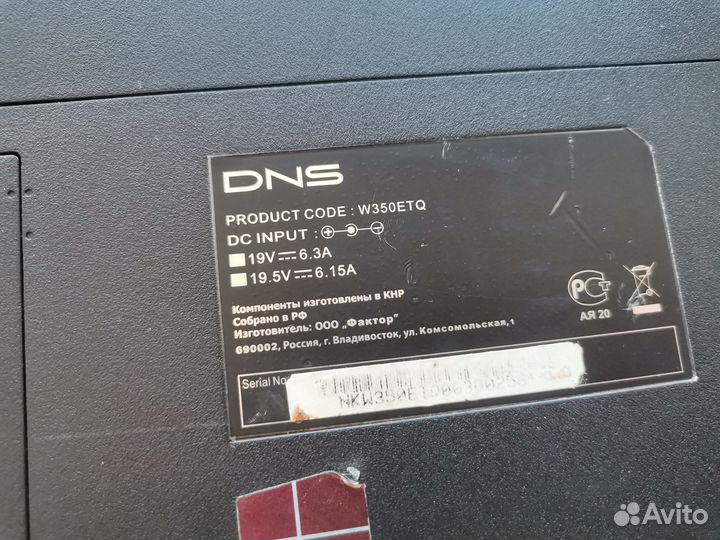 DNS
PRODUCT CODE : W350ETQ
DC INPUT :
19V 6.3A
19.5V 6.15A
Компоненты изготовлены в КНР
Собрано в РФ
Изготовитель: ООО "Фактор"
690002, Россия, г. Владивосток, ул. Комсомольская,1
РСТ
АЯ 20
Serial No
Avito